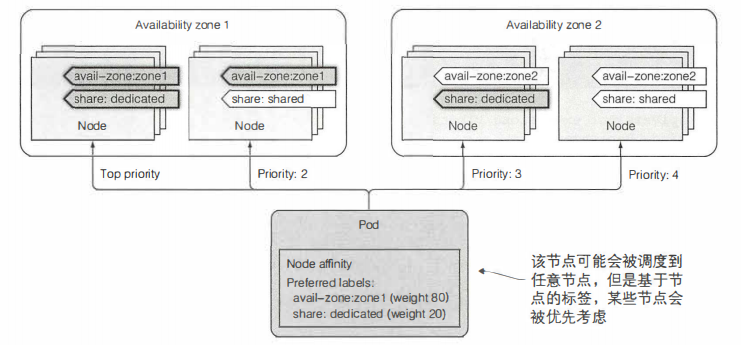 Availability zone 1
Availability zone 2
avail-zone:zone1
share: dedicated
Node
avail-zone:zone1
share: shared
Node
avail-zone:zone2
share: dedicated
Node
avail-zone:zone2
share: shared
Node
Top priority
Priority: 2
Priority: 3
Priority: 4
Pod
Node affinity
Preferred labels:
avail-zone:zone1 (weight 80)
share: dedicated (weight 20)
该节点可能会被调度到
任意节点，但是基于节
点的标签，某些节点会
被优先考虑